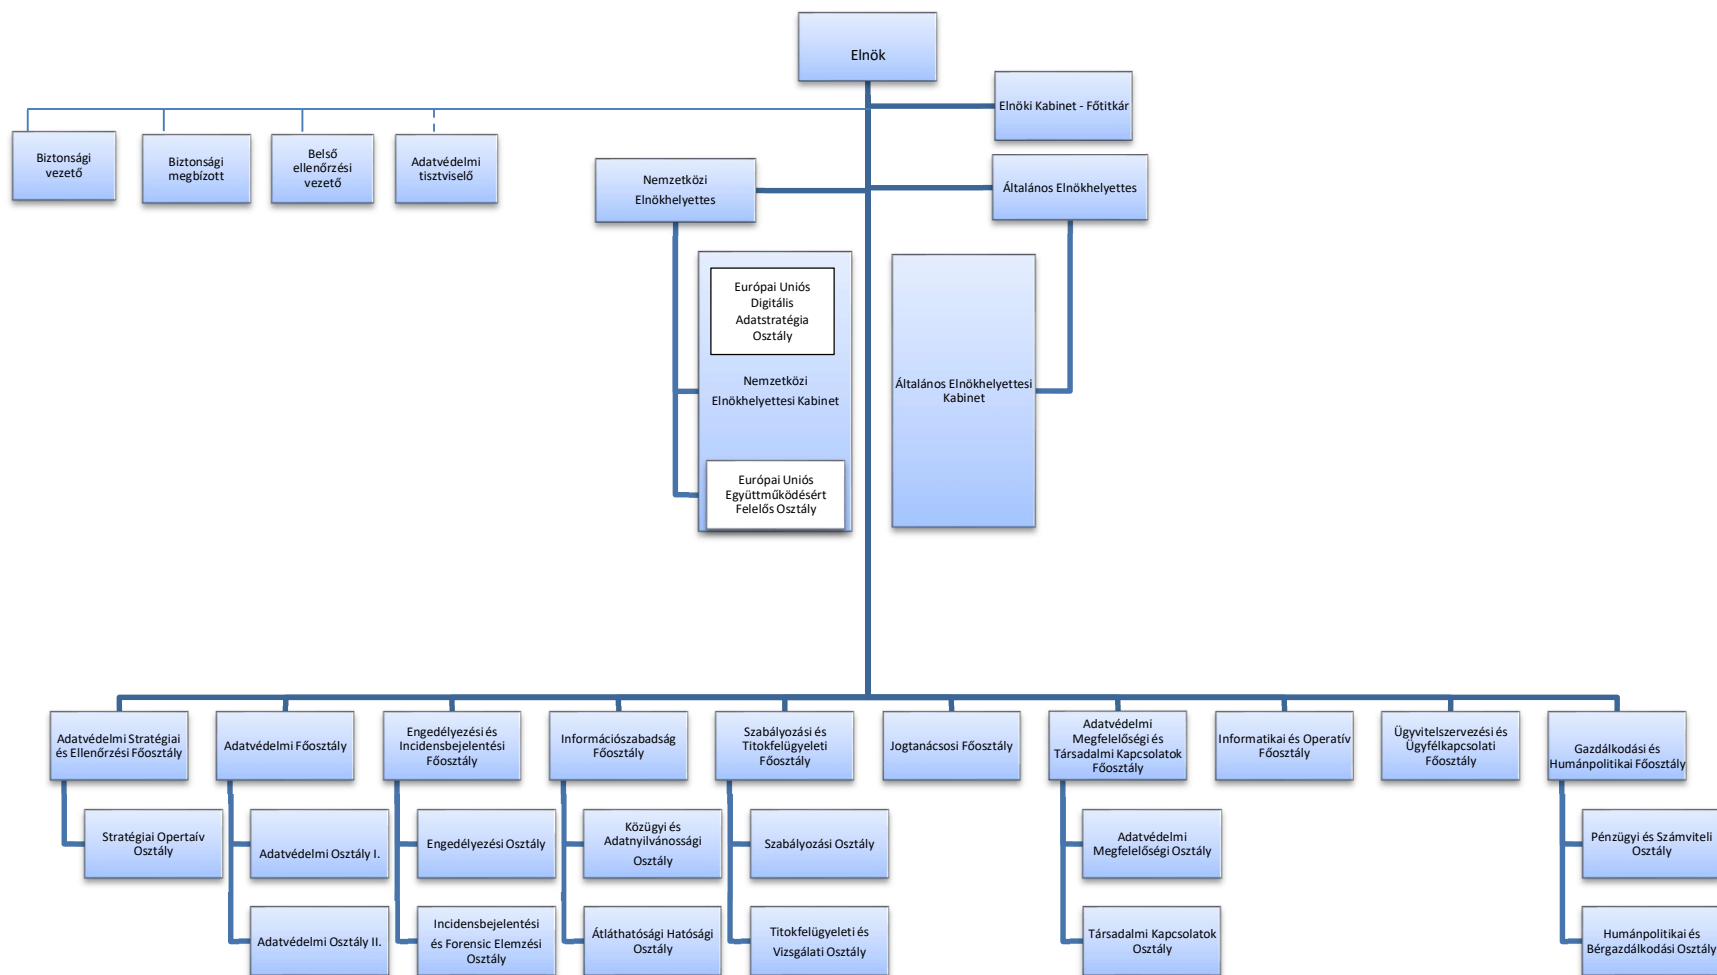 Elnök
Elnöki Kabinet - Főtitkár
Biztonsági
vezető
Biztonsági
megbízott
Belső
ellenőrzési
vezető
Adatvédelmi
tisztviselő
Nemzetközi
Elnökhelyettes
Általános Elnökhelyettes
Európai Uniós
Digitális
Adatstratégia
Osztály
Nemzetközi
Elnökhelyettesi Kabinet
Európai Uniós
Együttműködésért
Felelős Osztály
Általános Elnökhelyettesi
Kabinet
Adatvédelmi Stratégiai
és Ellenőrzési Főosztály
Adatvédelmi Főosztály
Engedélyezési és
Incidensbejelentési
Főosztály
Információszabadság
Főosztály
Szabályozási és
Titokfelügyeleti
Főosztály
Jogtanácsosi Főosztály
Adatvédelmi
Megfelelőségi és
Társadalmi Kapcsolatok
Főosztály
Informatikai és Operatív
Főosztály
Ügyvitelszervezési és
Ügyfélkapcsolati
Főosztály
Gazdálkodási és
Humánpolitikai Főosztály
Stratégiai Opertaív
Osztály
Adatvédelmi Osztály I.
Engedélyezési Osztály
Közügyi és
Adatnyilvánossági
Osztály
Szabályozási Osztály
Adatvédelmi
Megfelelőségi Osztály
Pénzügyi és Számviteli
Osztály
Adatvédelmi Osztály II.
Incidensbejelentési
és Forensic Elemzési
Osztály
Átláthatósági Hatósági
Osztály
Titokfelügyeleti és
Vizsgálati Osztály
Társadalmi Kapcsolatok
Osztály
Humánpolitikai és
Bérgazdálkodási Osztály